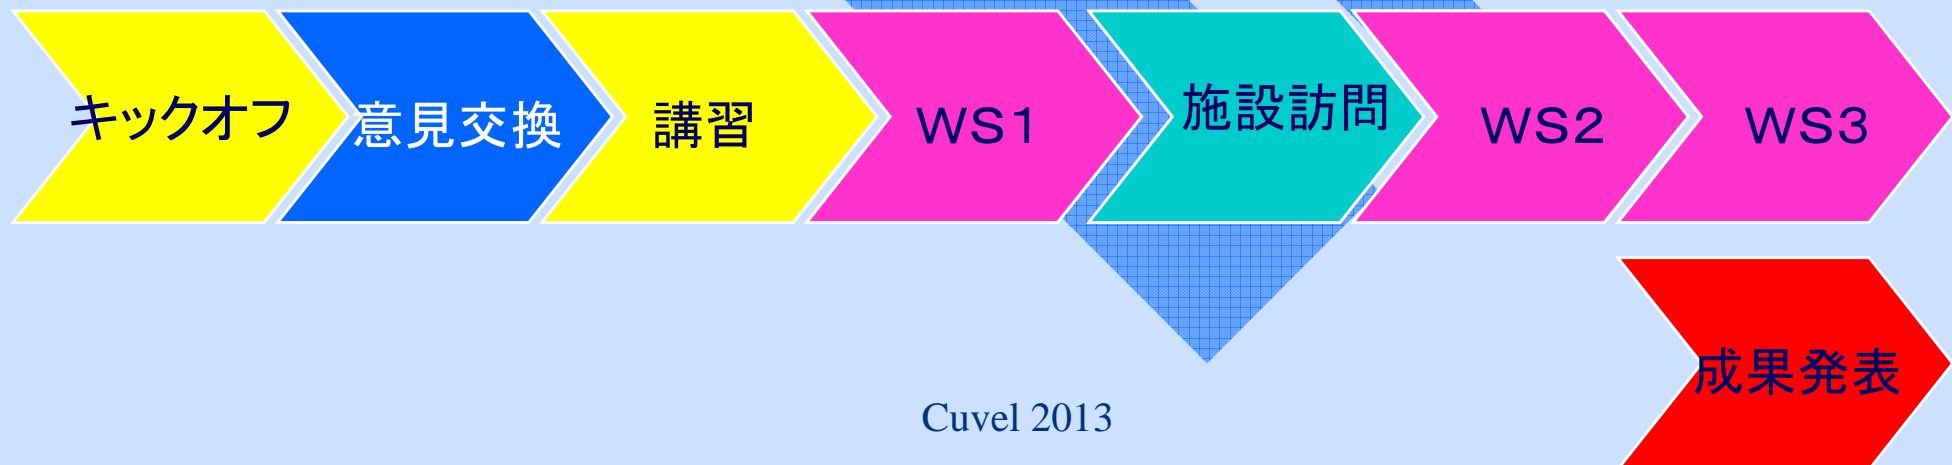 キックオフ
意見交換
講習
WS1
施設訪問
WS2
WS3
成果発表
Cuvel 2013